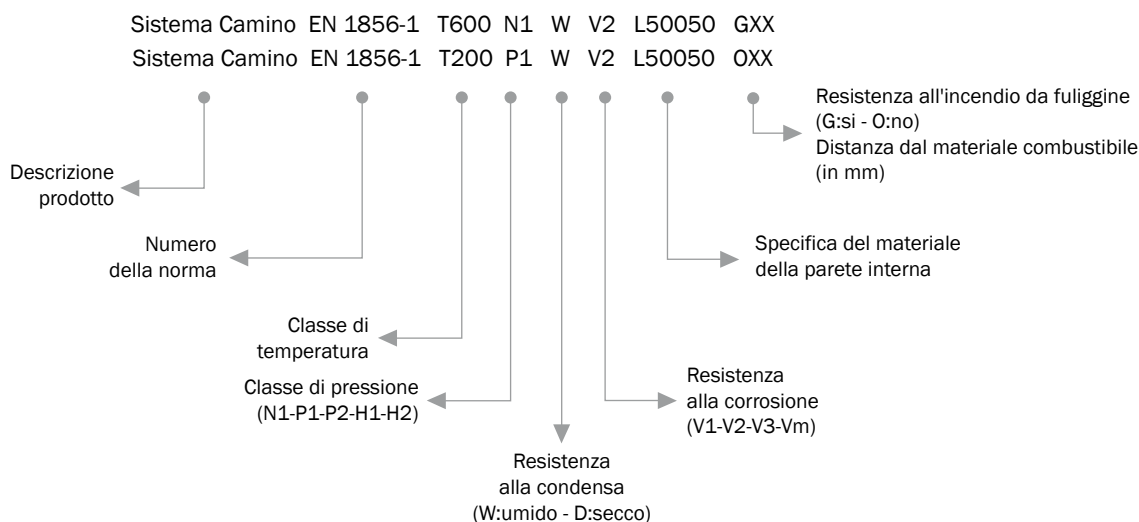 Sistema Camino EN 1856-1 T600 N1 W V2 L50050 GXX
Sistema Camino EN 1856-1 T200 P1 W V2 L50050 OXX
Resistenza all'incendio da fuliggine
(G:si - O:no)
Distanza dal materiale combustibile
(in mm)
Descrizione
prodotto
Numero
della norma
Specifica del materiale
della parete interna
Classe di
temperatura
Classe di pressione
(N1-P1-P2-H1-H2)
Resistenza
alla corrosione
(V1-V2-V3-Vm)
Resistenza
alla condensa
(W:umido - D:secco)